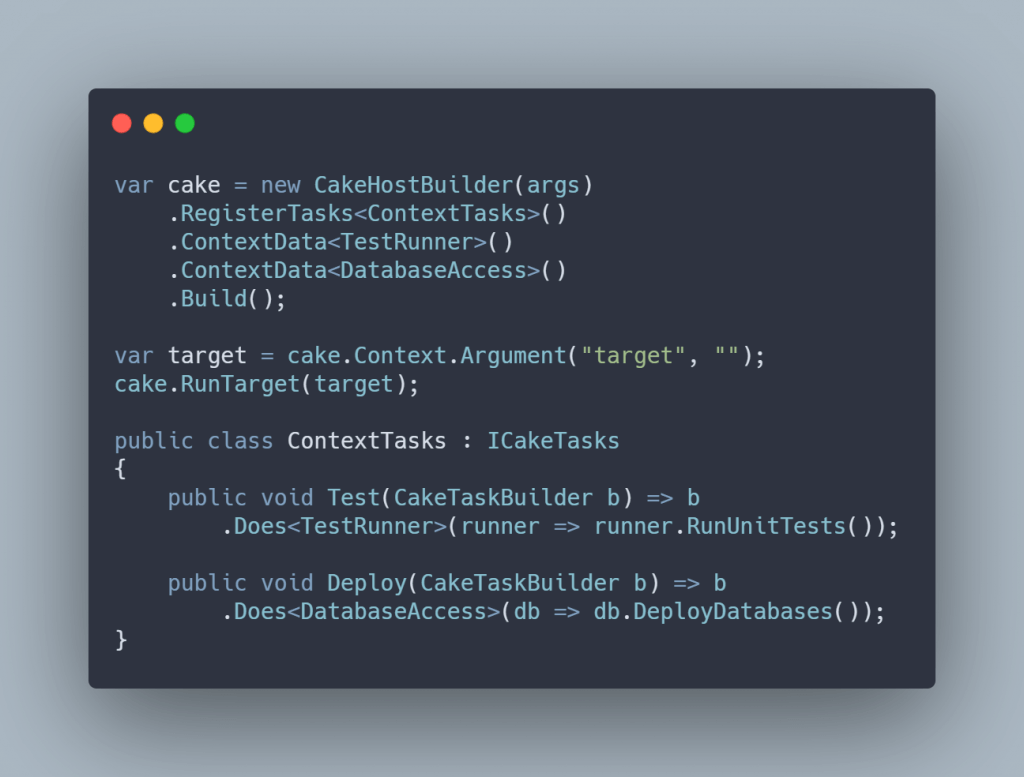 var cake = new CakeHostBuilder(args)
    .RegisterTasks<ContextTasks>()
    .ContextData<TestRunner>()
    .ContextData<DatabaseAccess>()
    .Build();

var target = cake.Context.Argument("target", "");
cake.RunTarget(target);

public class ContextTasks : ICakeTasks
{
    public void Test(CakeTaskBuilder b) => b
        .Does<TestRunner>(runner => runner.RunUnitTests());

    public void Deploy(CakeTaskBuilder b) => b
        .Does<DatabaseAccess>(db => db.DeployDatabases());
}